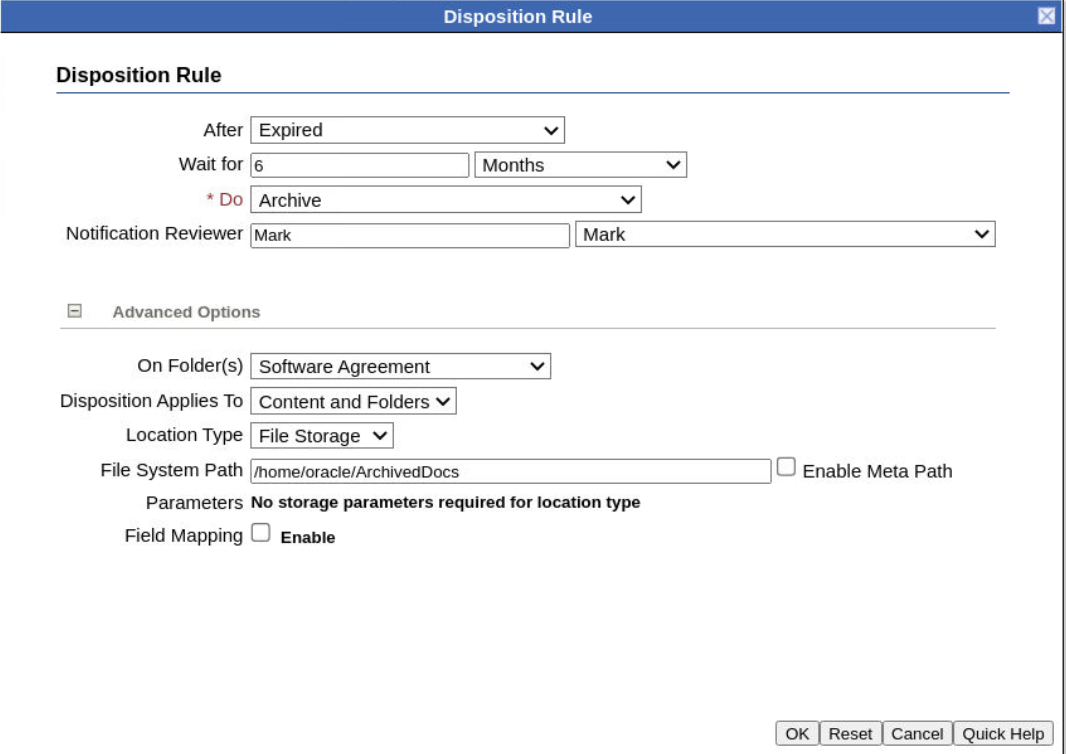 Disposition Rule
Disposition Rule
After Expired
Wait for 6 Months
* Do Archive
Notification Reviewer Mark Mark
Advanced Options
On Folder(s) Software Agreement
Disposition Applies To Content and Folders
Location Type File Storage
File System Path /home/oracle/ArchivedDocs Enable Meta Path
Parameters No storage parameters required for location type
Field Mapping Enable
OK Reset Cancel Quick Help